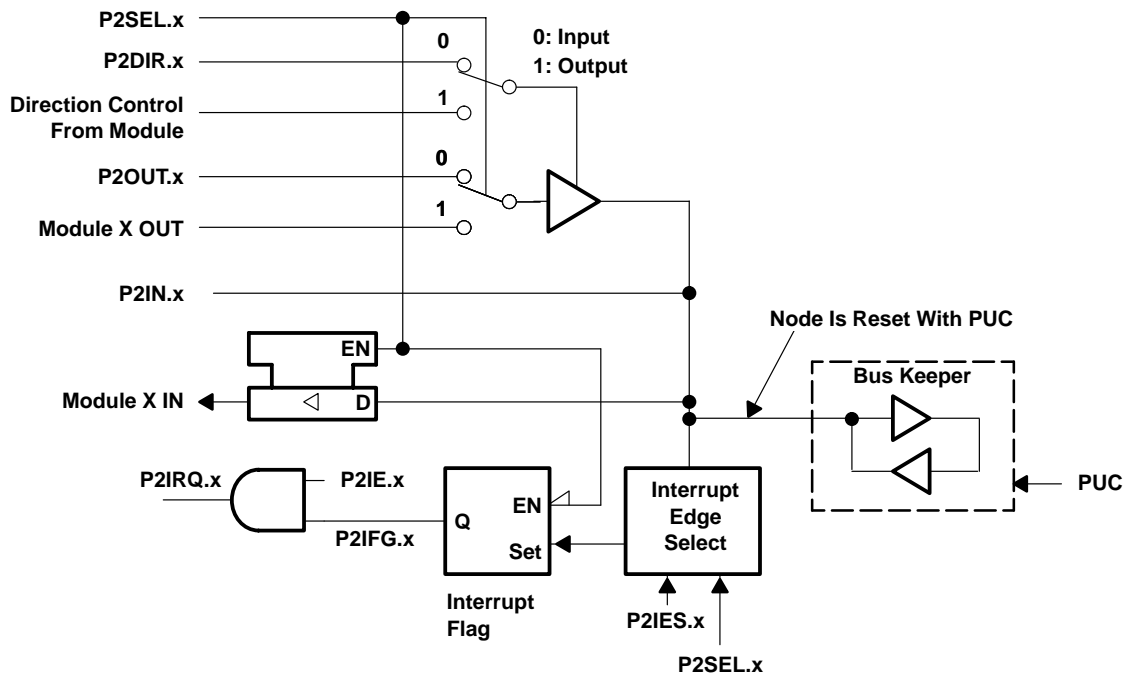 P2SEL.x
0
0: Input
1: Output
P2DIR.x
1
Direction Control
From Module
0
P2OUT.x
1
Module X OUT
P2IN.x
Node Is Reset With PUC
EN
Bus Keeper
Module X IN
D
P2IRQ.x
P2IE.x
PUC
Interrupt
Edge
Select
EN
Q
P2IFG.x
Set
Interrupt
Flag
P2IES.x
P2SEL.x